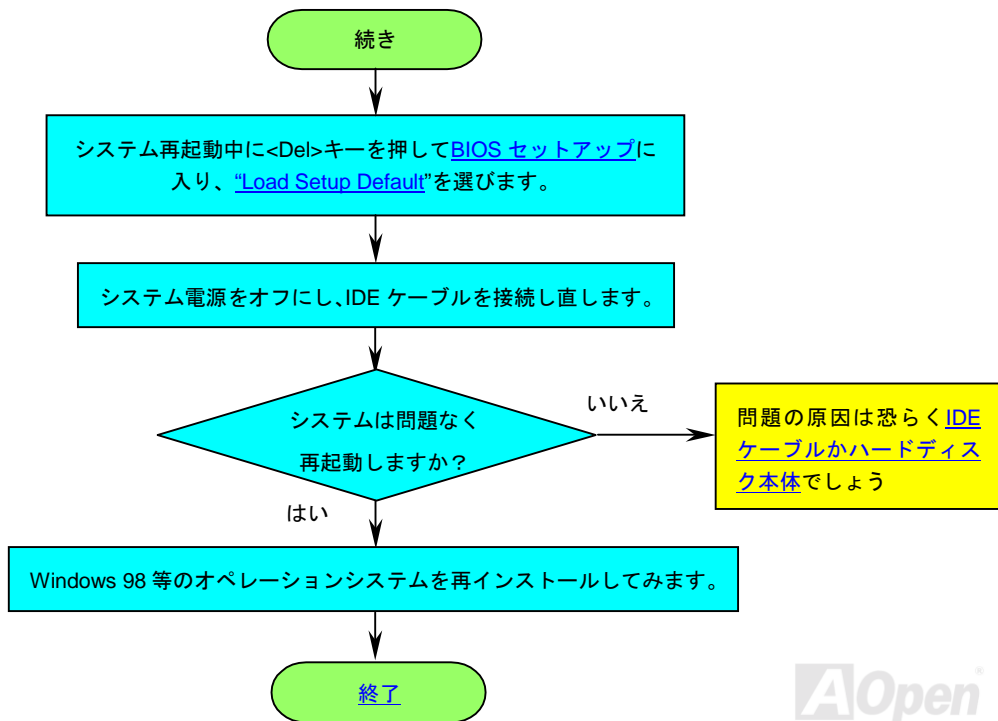 続き
システム再起動中に<Del>キーを押してBIOS セットアップに
入り、“Load Setup Default”を選びます。
システム電源をオフにし、IDE ケーブルを接続し直します。
システムは問題なく
再起動しますか？
いいえ
問題の原因は恐らくIDE
ケーブルかハードディス
ク本体でしょう
はい
Windows 98 等のオペレーションシステムを再インストールしてみます。
終了
AOpen